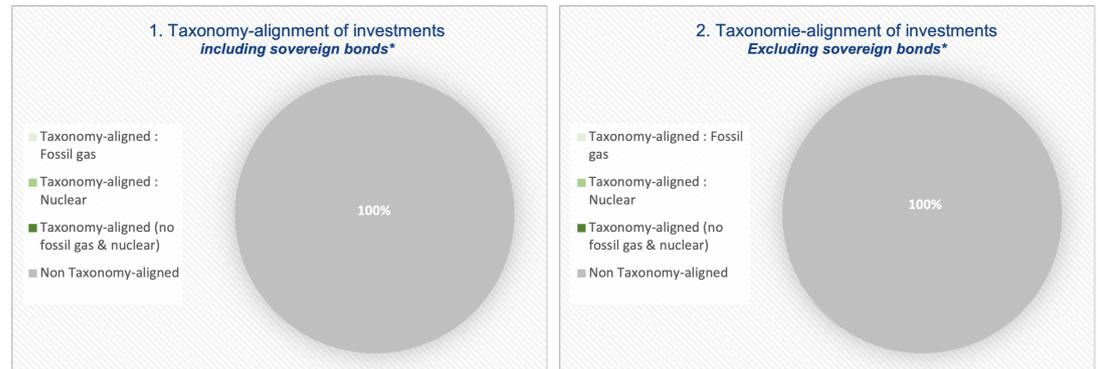 1. Taxonomy-alignment of investments
including sovereign bonds*
Taxonomy-aligned :
Fossil gas
Taxonomy-aligned :
Nuclear
Taxonomy-aligned (no
fossil gas & nuclear)
Non Taxonomy-aligned
100%
2. Taxonomie-alignment of investments
Excluding sovereign bonds*
Taxonomy-aligned : Fossil
gas
Taxonomy-aligned :
Nuclear
Taxonomy-aligned (no
fossil gas & nuclear)
Non Taxonomy-aligned
100%